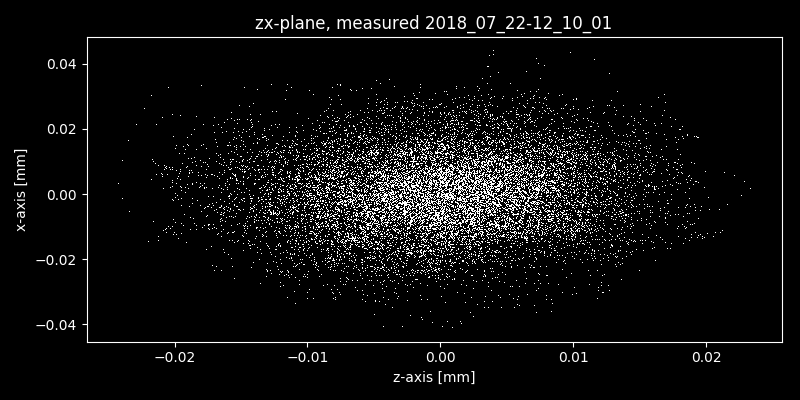 zx-plane, measured 2018_07_22-12_10_01
0.04
0.02
0.00
−0.02
−0.04
x-axis [mm]
−0.02 −0.01 0.00 0.01 0.02
z-axis [mm]